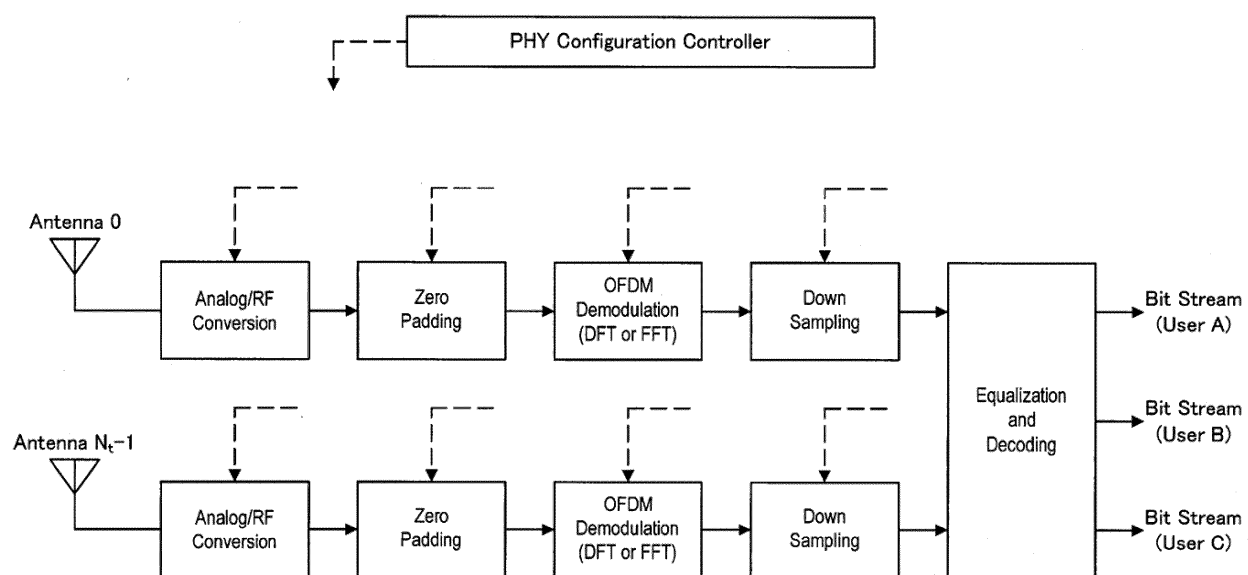 PHY Configuration Controller
Antenna 0
Analog/RF
Conversion
Zero
Padding
OFDM
Demodulation
(DFT or FFT)
Down
Sampling
Bit Stream
(User A)
Equalization
and
Decoding
Bit Stream
(User B)
Antenna Nt-1
Analog/RF
Conversion
Zero
Padding
OFDM
Demodulation
(DFT or FFT)
Down
Sampling
Bit Stream
(User C)